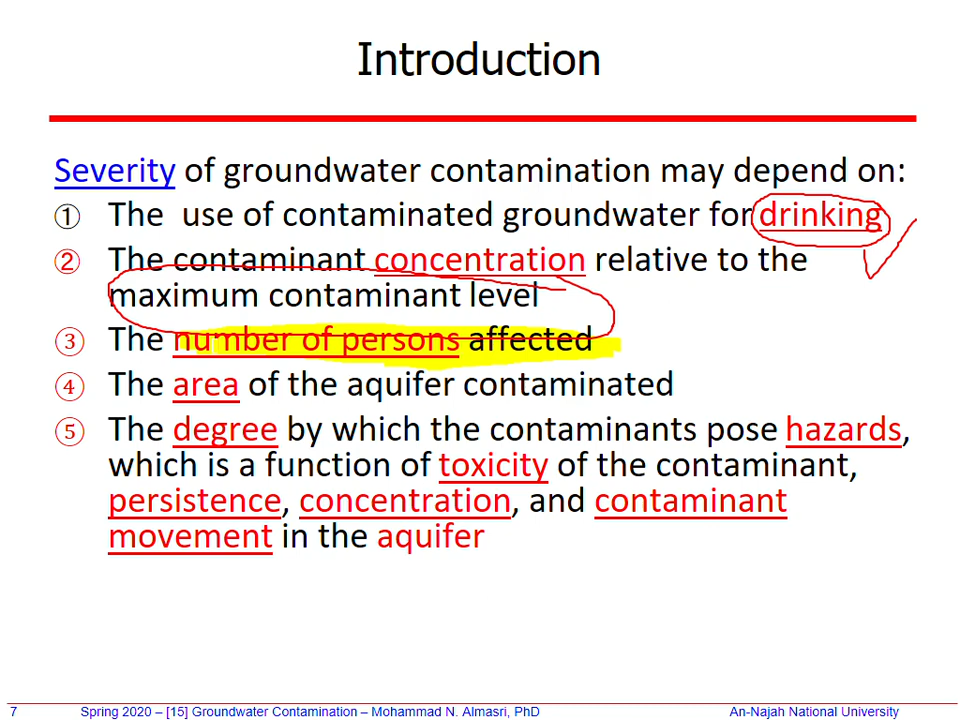 Introduction
Severity of groundwater contamination may depend on:
① The use of contaminated groundwater for drinking
② The contaminant concentration relative to the
maximum contaminant level
③ The number of persons affected
④ The area of the aquifer contaminated
⑤ The degree by which the contaminants pose hazards,
which is a function of toxicity of the contaminant,
persistence, concentration, and contaminant
movement in the aquifer
7 Spring 2020 – [15] Groundwater Contamination – Mohammad N. Almasri, PhD An-Najah National University